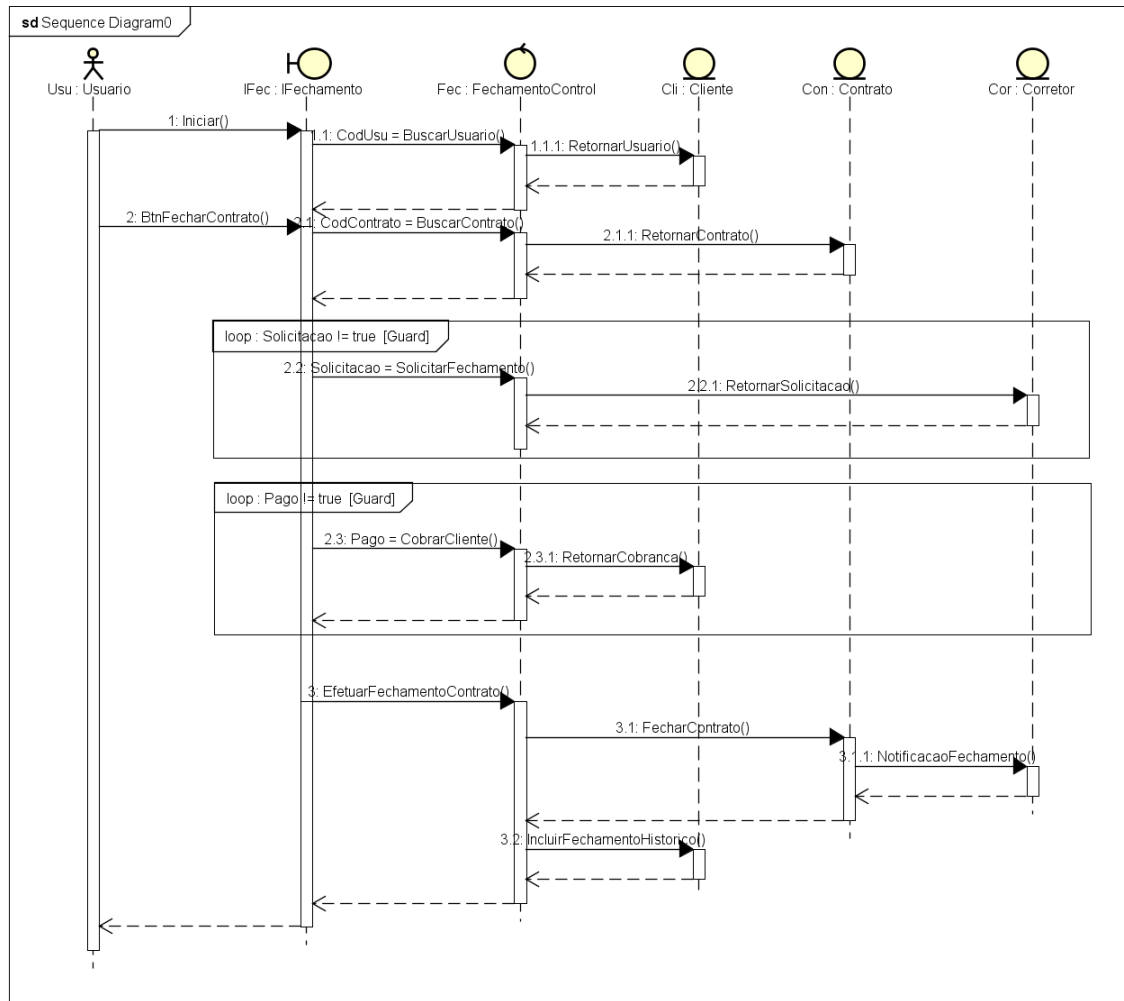 sd Sequence Diagram0
Usu : Usuario
IFec : IFechamento
Fec : FechamentoControl
Cli : Cliente
Con : Contrato
Cor : Corretor
1: Iniciar()
1.1: CodUsu = BuscarUsuario()
1.1.1: RetornarUsuario()
2: BtnFecharContrato()
2.1: CodContrato = BuscarContrato()
2.1.1: RetornarContrato()
loop : Solicitacao != true [Guard]
2.2: Solicitacao = SolicitarFechamento()
2.2.1: RetornarSolicitacao()
loop : Pago != true [Guard]
2.3: Pago = CobrarCliente()
2.3.1: RetornarCobranca()
3: EfetuarFechamentoContrato()
3.1: FecharContrato()
3.1.1: NotificacaoFechamento()
3.2: IncluirFechamentoHistorico()